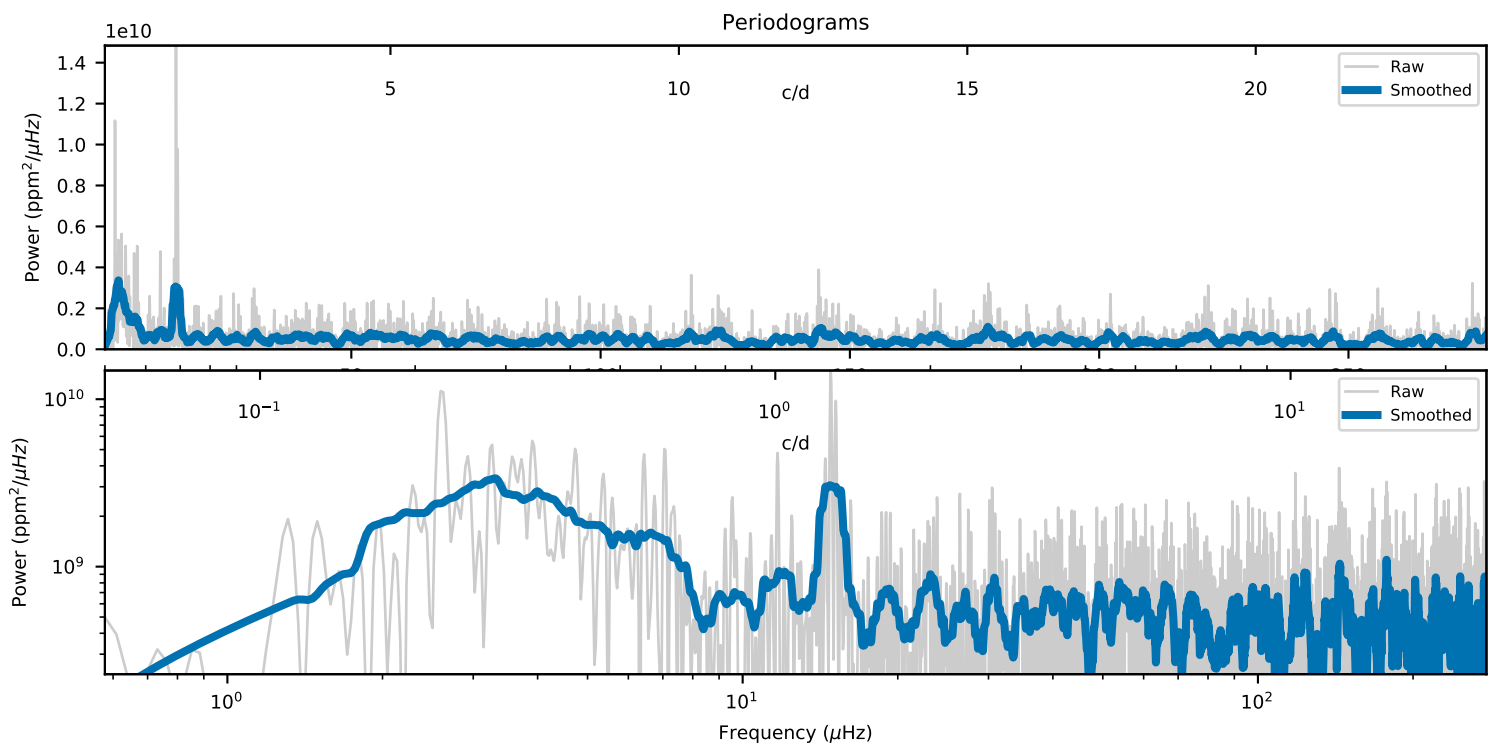 Periodograms
1e10
1.4
1.2
1.0
0.8
0.6
0.4
0.2
0.0
Power (ppm²/μHz)
5
10
15
20
c/d
Raw
Smoothed
10¹⁰
10⁹
Power (ppm²/μHz)
10⁻¹
10⁰
10¹
c/d
Raw
Smoothed
10⁰
10¹
10²
Frequency (μHz)